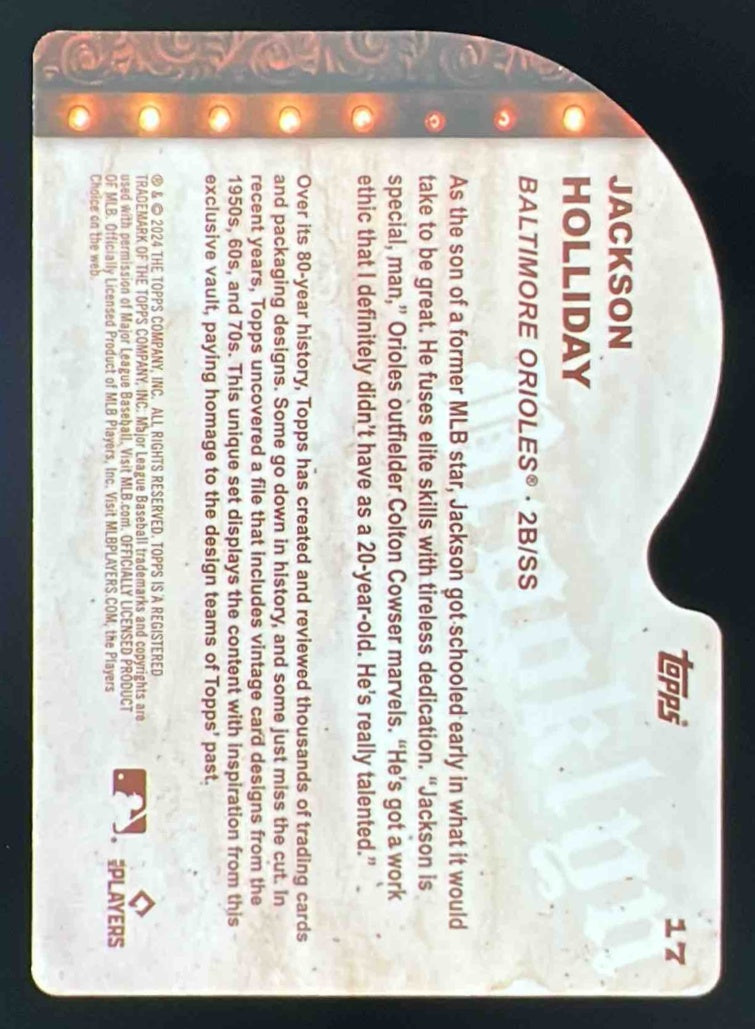 topps
17
JACKSON
HOLLIDAY
BALTIMORE ORIOLES® • 2B/SS
Brooklyn
As the son of a former MLB star, Jackson got schooled early in what it would
take to be great. He fuses elite skills with tireless dedication. “Jackson is
special, man,” Orioles outfielder Colton Cowser marvels. “He’s got a work
ethic that I definitely didn’t have as a 20-year-old. He’s really talented.”
Over its 80-year history, Topps has created and reviewed thousands of trading cards
and packaging designs. Some go down in history, and some just miss the cut. In
recent years, Topps uncovered a file that includes vintage card designs from the
1950s, 60s, and 70s. This unique set displays the content with inspiration from this
exclusive vault, paying homage to the design teams of Topps’ past.
® & © 2024 THE TOPPS COMPANY, INC. ALL RIGHTS RESERVED. TOPPS IS A REGISTERED
TRADEMARK OF THE TOPPS COMPANY, INC. Major League Baseball trademarks and copyrights are
used with permission of Major League Baseball. Visit MLB.com. OFFICIALLY LICENSED PRODUCT
OF MLB. Officially Licensed Product of MLB Players, Inc. Visit MLBPLAYERS.COM, the Players
Choice on the web.
MLBPLAYERS